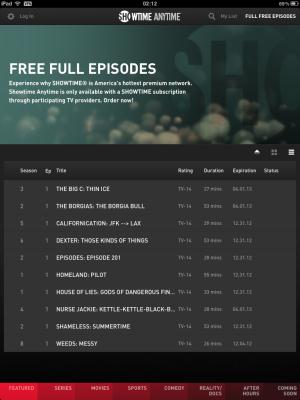 iPad VPN 02:12
Log In SHOWTIME ANYTIME My List FULL FREE EPISODES
FREE FULL EPISODES
Experience why SHOWTIME® is America's hottest premium network.
Showtime Anytime is only available with a SHOWTIME subscription
through participating TV providers. Order now!
Season Ep Title Rating Duration Expiration Status
3 1 THE BIG C: THIN ICE TV-14 27 mins 04.01.13
2 1 THE BORGIAS: THE BORGIA BULL TV-14 53 mins 04.01.13
5 1 CALIFORNICATION: JFK --> LAX TV-14 29 mins 12.31.12
6 1 DEXTER: THOSE KINDS OF THINGS TV-14 53 mins 12.31.12
2 1 EPISODES: EPISODE 201 TV-14 28 mins 12.31.12
1 1 HOMELAND: PILOT TV-14 55 mins 12.31.12
1 1 HOUSE OF LIES: GODS OF DANGEROUS FIN... TV-14 33 mins 12.31.12
4 1 NURSE JACKIE: KETTLE-KETTLE-BLACK-B... TV-14 28 mins 04.01.13
2 1 SHAMELESS: SUMMERTIME TV-14 53 mins 12.31.12
8 1 WEEDS: MESSY TV-14 26 mins 12.04.12
FEATURED SERIES MOVIES SPORTS COMEDY REALITY/DOCS AFTER HOURS COMING SOON